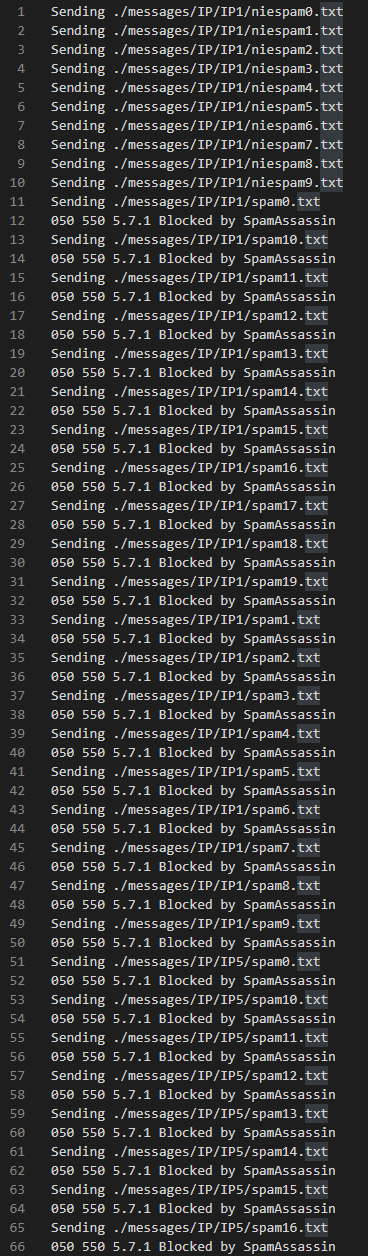 1 Sending ./messages/IP/IP1/niespam0.txt
2 Sending ./messages/IP/IP1/niespam1.txt
3 Sending ./messages/IP/IP1/niespam2.txt
4 Sending ./messages/IP/IP1/niespam3.txt
5 Sending ./messages/IP/IP1/niespam4.txt
6 Sending ./messages/IP/IP1/niespam5.txt
7 Sending ./messages/IP/IP1/niespam6.txt
8 Sending ./messages/IP/IP1/niespam7.txt
9 Sending ./messages/IP/IP1/niespam8.txt
10 Sending ./messages/IP/IP1/niespam9.txt
11 Sending ./messages/IP/IP1/spam0.txt
12 050 550 5.7.1 Blocked by SpamAssassin
13 Sending ./messages/IP/IP1/spam10.txt
14 050 550 5.7.1 Blocked by SpamAssassin
15 Sending ./messages/IP/IP1/spam11.txt
16 050 550 5.7.1 Blocked by SpamAssassin
17 Sending ./messages/IP/IP1/spam12.txt
18 050 550 5.7.1 Blocked by SpamAssassin
19 Sending ./messages/IP/IP1/spam13.txt
20 050 550 5.7.1 Blocked by SpamAssassin
21 Sending ./messages/IP/IP1/spam14.txt
22 050 550 5.7.1 Blocked by SpamAssassin
23 Sending ./messages/IP/IP1/spam15.txt
24 050 550 5.7.1 Blocked by SpamAssassin
25 Sending ./messages/IP/IP1/spam16.txt
26 050 550 5.7.1 Blocked by SpamAssassin
27 Sending ./messages/IP/IP1/spam17.txt
28 050 550 5.7.1 Blocked by SpamAssassin
29 Sending ./messages/IP/IP1/spam18.txt
30 050 550 5.7.1 Blocked by SpamAssassin
31 Sending ./messages/IP/IP1/spam19.txt
32 050 550 5.7.1 Blocked by SpamAssassin
33 Sending ./messages/IP/IP1/spam1.txt
34 050 550 5.7.1 Blocked by SpamAssassin
35 Sending ./messages/IP/IP1/spam2.txt
36 050 550 5.7.1 Blocked by SpamAssassin
37 Sending ./messages/IP/IP1/spam3.txt
38 050 550 5.7.1 Blocked by SpamAssassin
39 Sending ./messages/IP/IP1/spam4.txt
40 050 550 5.7.1 Blocked by SpamAssassin
41 Sending ./messages/IP/IP1/spam5.txt
42 050 550 5.7.1 Blocked by SpamAssassin
43 Sending ./messages/IP/IP1/spam6.txt
44 050 550 5.7.1 Blocked by SpamAssassin
45 Sending ./messages/IP/IP1/spam7.txt
46 050 550 5.7.1 Blocked by SpamAssassin
47 Sending ./messages/IP/IP1/spam8.txt
48 050 550 5.7.1 Blocked by SpamAssassin
49 Sending ./messages/IP/IP1/spam9.txt
50 050 550 5.7.1 Blocked by SpamAssassin
51 Sending ./messages/IP/IP5/spam0.txt
52 050 550 5.7.1 Blocked by SpamAssassin
53 Sending ./messages/IP/IP5/spam10.txt
54 050 550 5.7.1 Blocked by SpamAssassin
55 Sending ./messages/IP/IP5/spam11.txt
56 050 550 5.7.1 Blocked by SpamAssassin
57 Sending ./messages/IP/IP5/spam12.txt
58 050 550 5.7.1 Blocked by SpamAssassin
59 Sending ./messages/IP/IP5/spam13.txt
60 050 550 5.7.1 Blocked by SpamAssassin
61 Sending ./messages/IP/IP5/spam14.txt
62 050 550 5.7.1 Blocked by SpamAssassin
63 Sending ./messages/IP/IP5/spam15.txt
64 050 550 5.7.1 Blocked by SpamAssassin
65 Sending ./messages/IP/IP5/spam16.txt
66 050 550 5.7.1 Blocked by SpamAssassin